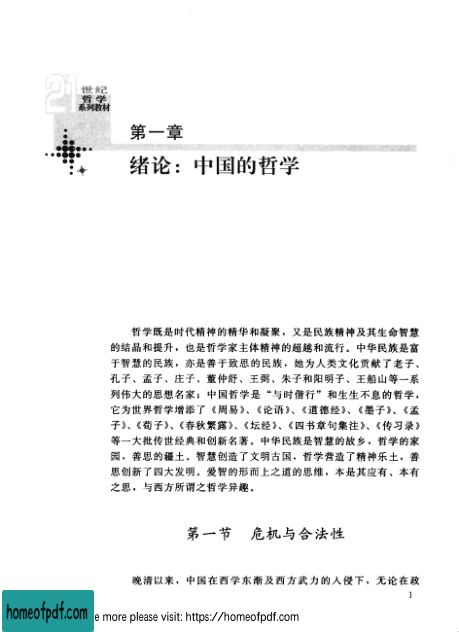 21
世纪
哲学
系列教材
第一章
绪论：中国的哲学
哲学既是时代精神的精华和凝聚，又是民族精神及其生命智慧
的结晶和提升，也是哲学家主体精神的超越和流行。中华民族是富
于智慧的民族，亦是善于致思的民族，她为人类文化贡献了老子、
孔子、孟子、庄子、董仲舒、王弼、朱子和阳明子、王船山等一系
列伟大的思想名家；中国哲学是“与时偕行”和生生不息的哲学，
它为世界哲学增添了《周易》、《论语》、《道德经》、《墨子》、《孟
子》、《荀子》、《春秋繁露》、《坛经》、《四书章句集注》、《传习录》
等一大批传世经典和创新名著。中华民族是智慧的故乡，哲学的家
园，善思的疆土。智慧创造了文明古国，哲学营造了精神乐土，善
思创新了四大发明。爱智的形而上之道的思维，本是其应有、本有
之思，与西方所谓之哲学异趣。
第一节 危机与合法性
晚清以来，中国在西学东渐及西方武力的入侵下，无论在政
1
homeofpdf.com
e more please visit: https://homeofpdf.com